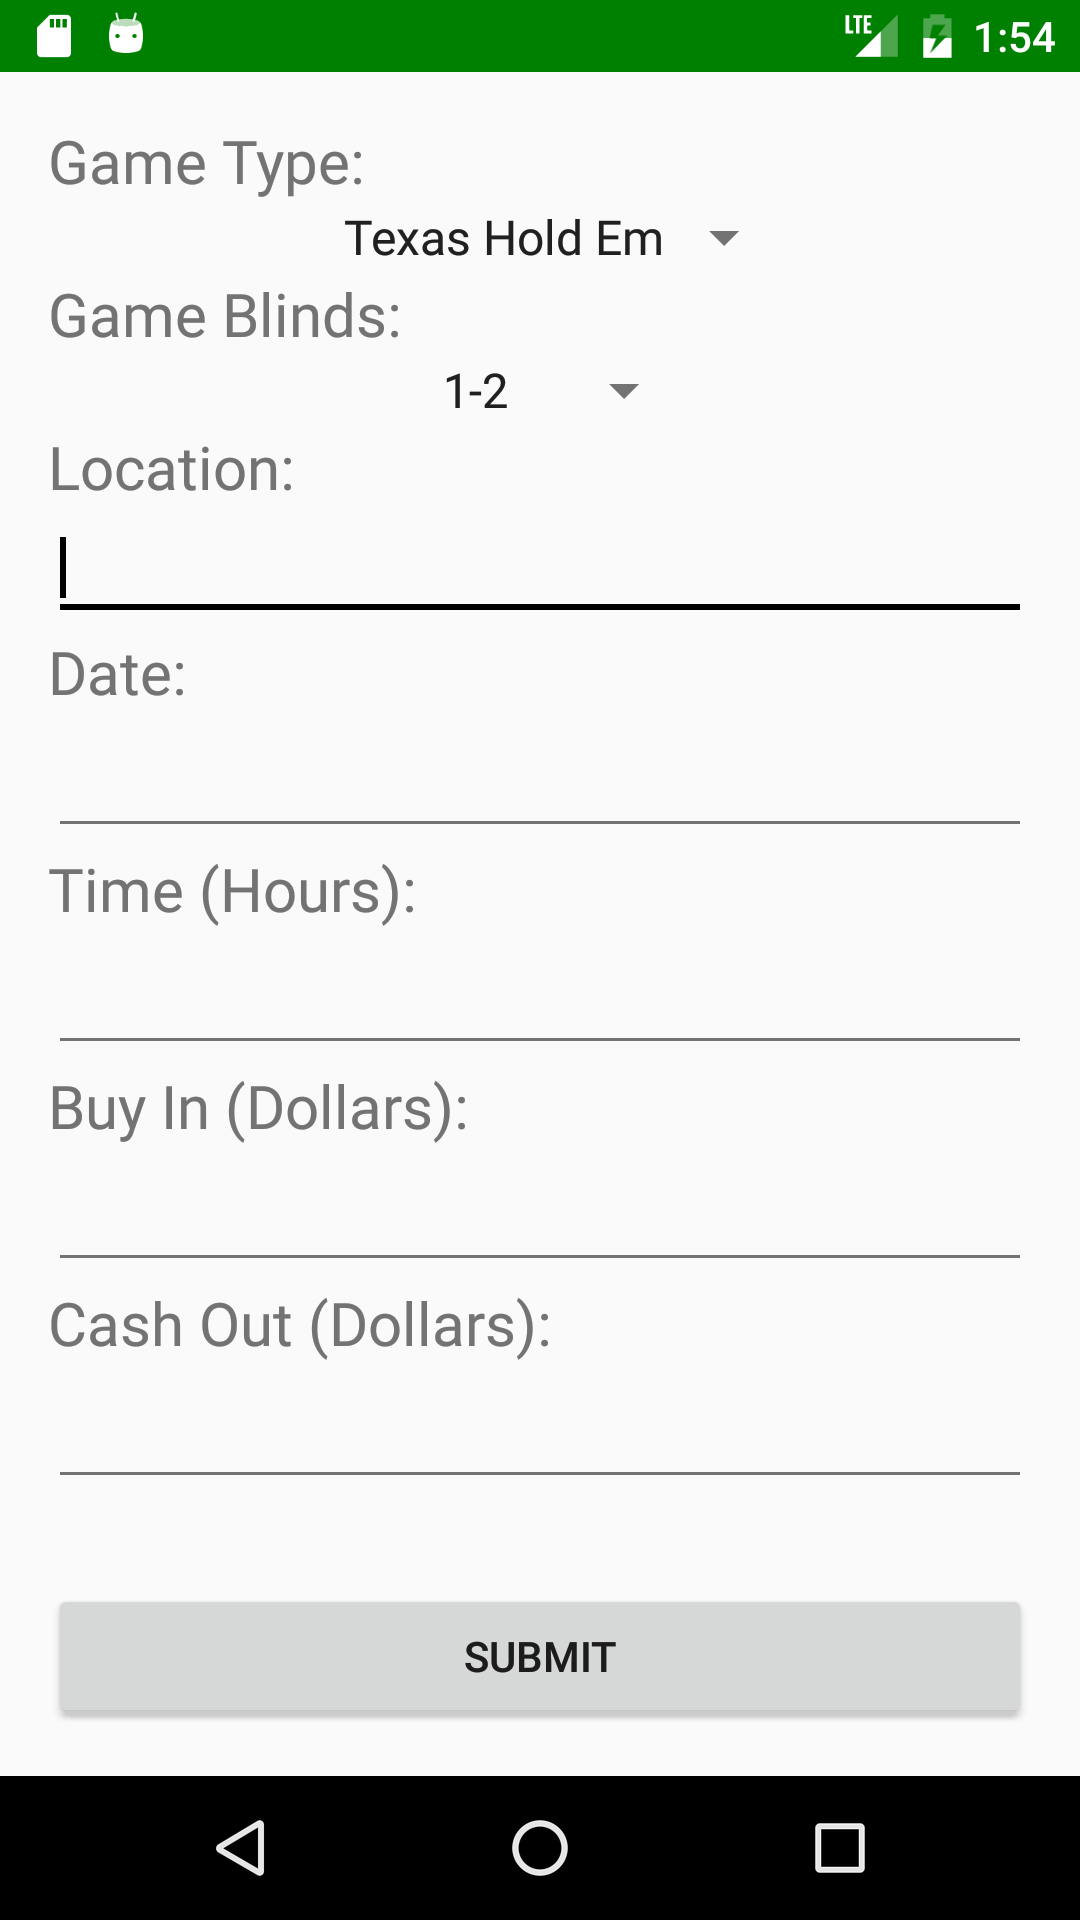 LTE 1:54
Game Type:
Texas Hold Em
Game Blinds:
1-2
Location:
Date:
Time (Hours):
Buy In (Dollars):
Cash Out (Dollars):
SUBMIT